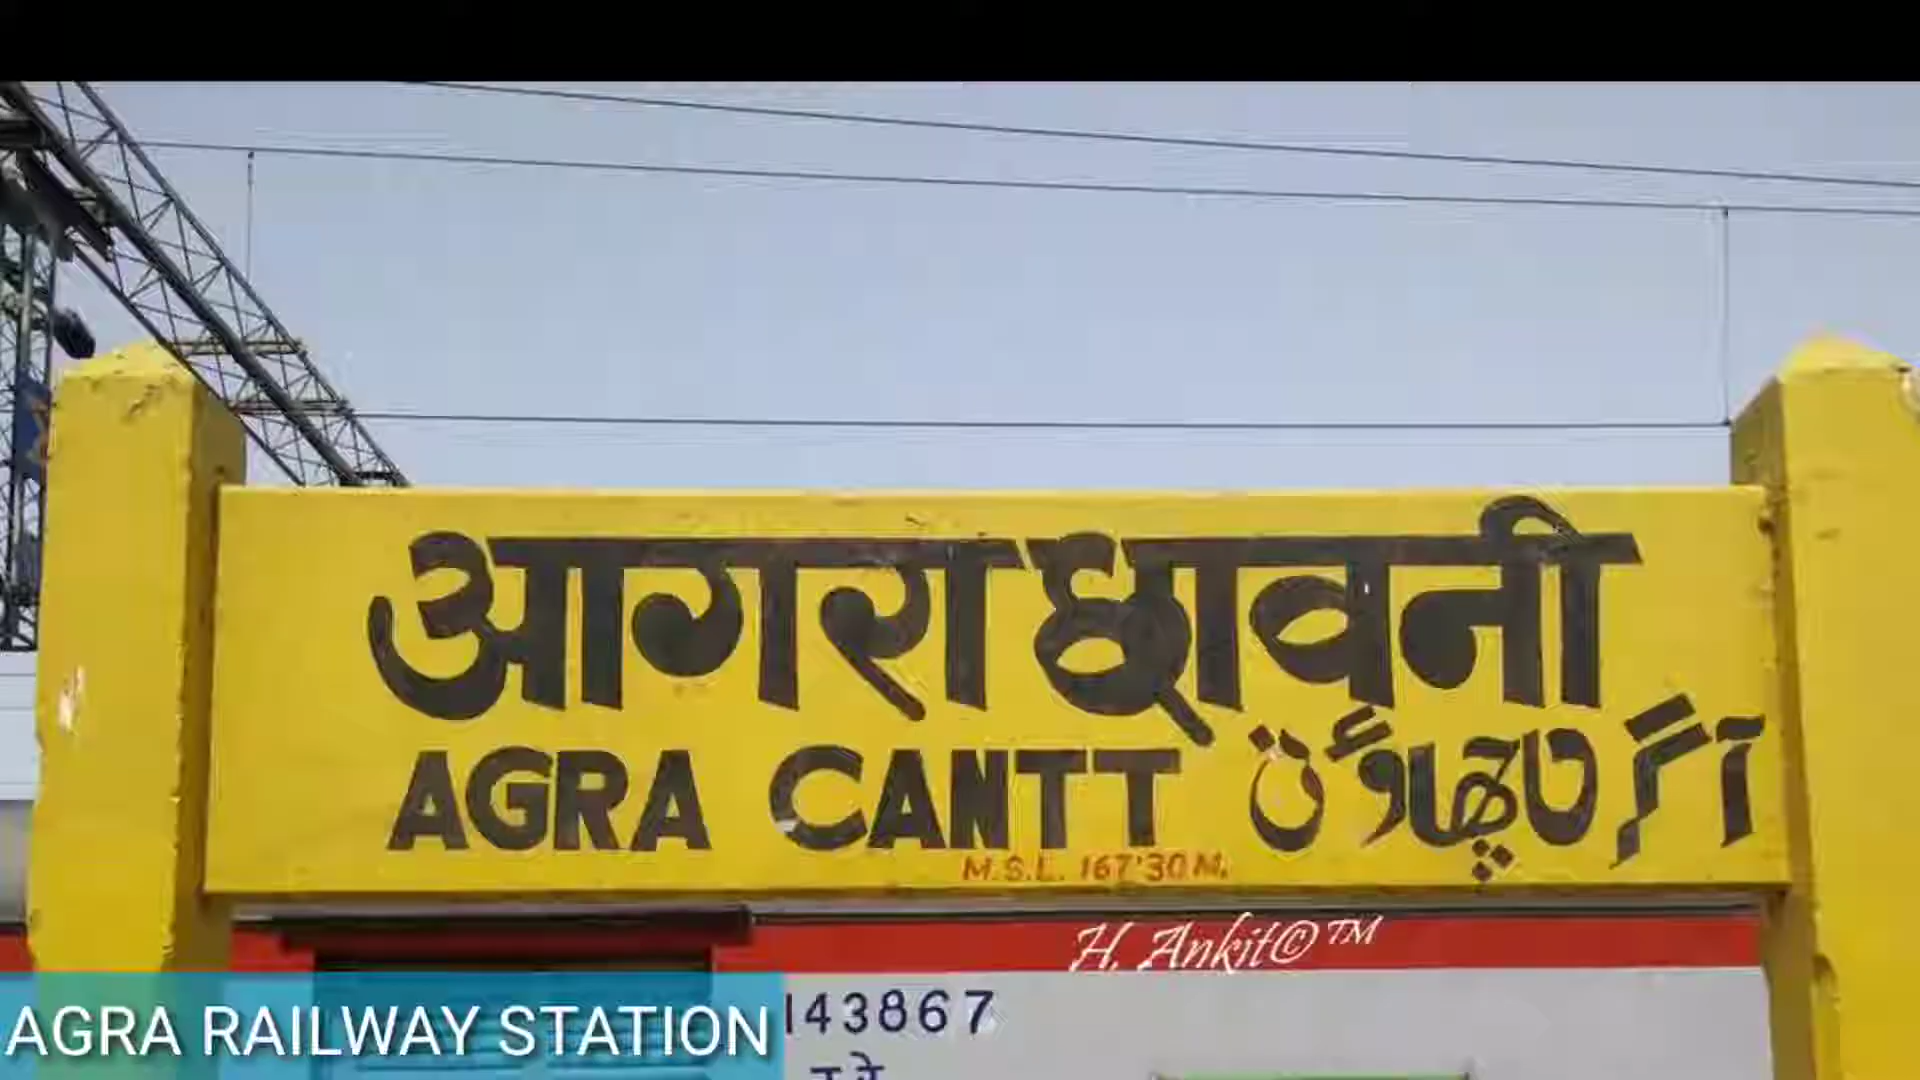 आगरा छावनी
AGRA CANTT آگرہ چھاؤنی
M.S.L. 167'30 M.
H. Ankit©™
143867
AGRA RAILWAY STATION